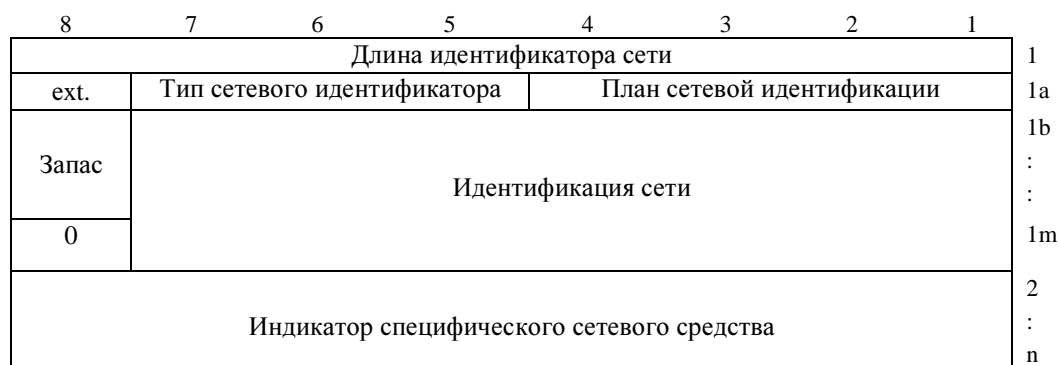 8 7 6 5 4 3 2 1
Длина идентификатора сети 1
ext. Тип сетевого идентификатора План сетевой идентификации 1a
1b
Запас :
Идентификация сети
:
0 1m
2
Индикатор специфического сетевого средства :
n